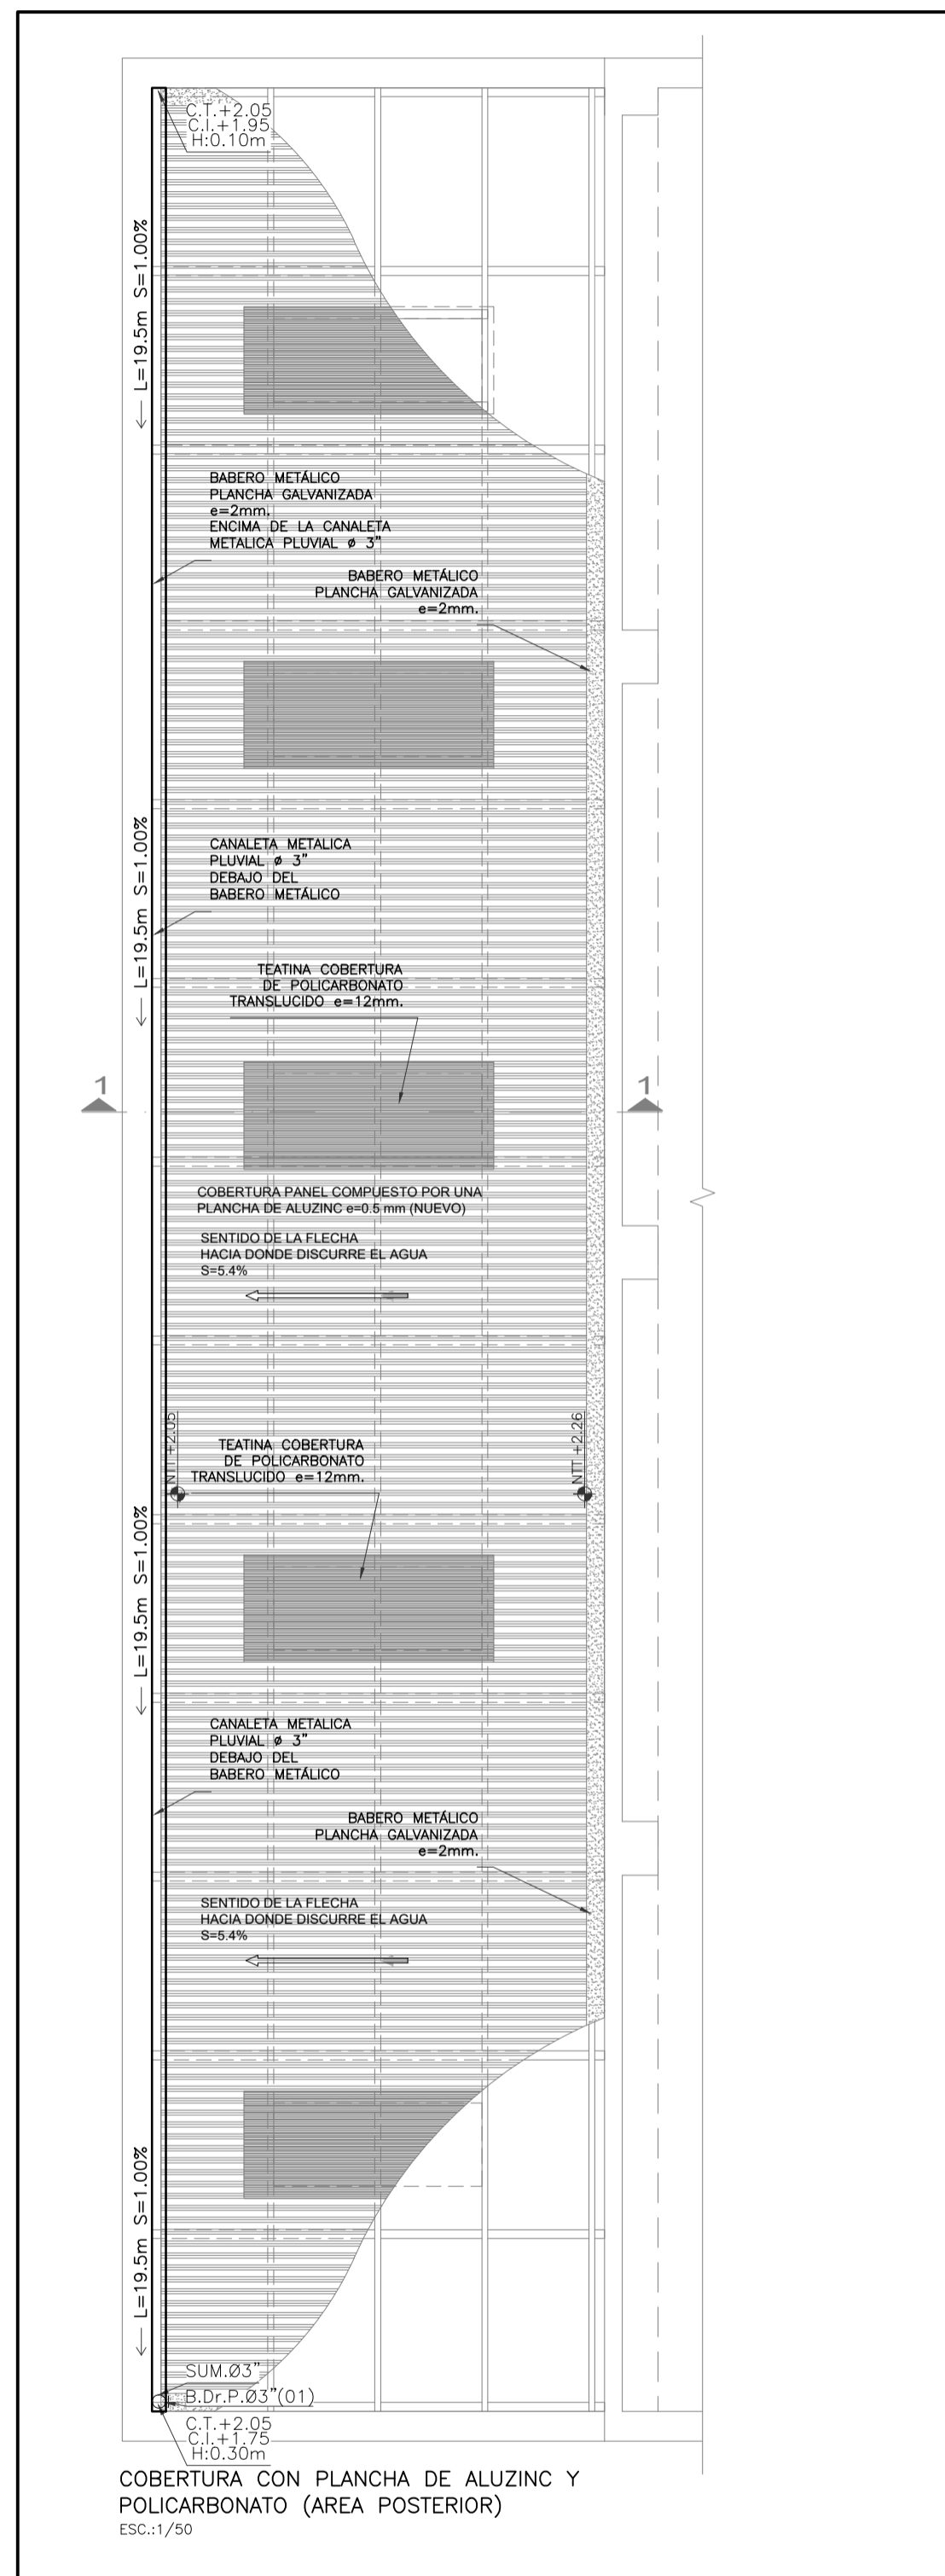 C.T.+2.05
C.I.+1.95
H:0.10m
L=19.5m S=1.00%
BABERO METÁLICO
PLANCHA GALVANIZADA
e=2mm.
ENCIMA DE LA CANALETA
METALICA PLUVIAL ø 3"
BABERO METÁLICO
PLANCHA GALVANIZADA
e=2mm.
L=19.5m S=1.00%
CANALETA METALICA
PLUVIAL ø 3"
DEBAJO DEL
BABERO METÁLICO
TEATINA COBERTURA
DE POLICARBONATO
TRANSLUCIDO e=12mm.
1
1
COBERTURA PANEL COMPUESTO POR UNA
PLANCHA DE ALUZINC e=0.5 mm (NUEVO)
SENTIDO DE LA FLECHA
HACIA DONDE DISCURRE EL AGUA
S=5.4%
NTT +2.05
NTT +2.26
TEATINA COBERTURA
DE POLICARBONATO
TRANSLUCIDO e=12mm.
L=19.5m S=1.00%
CANALETA METALICA
PLUVIAL ø 3"
DEBAJO DEL
BABERO METÁLICO
BABERO METÁLICO
PLANCHA GALVANIZADA
e=2mm.
SENTIDO DE LA FLECHA
HACIA DONDE DISCURRE EL AGUA
S=5.4%
L=19.5m S=1.00%
SUM.Ø3"
B.Dr.P.Ø3"(01)
C.T.+2.05
C.I.+1.75
H:0.30m
COBERTURA CON PLANCHA DE ALUZINC Y
POLICARBONATO (AREA POSTERIOR)
ESC.:1/50